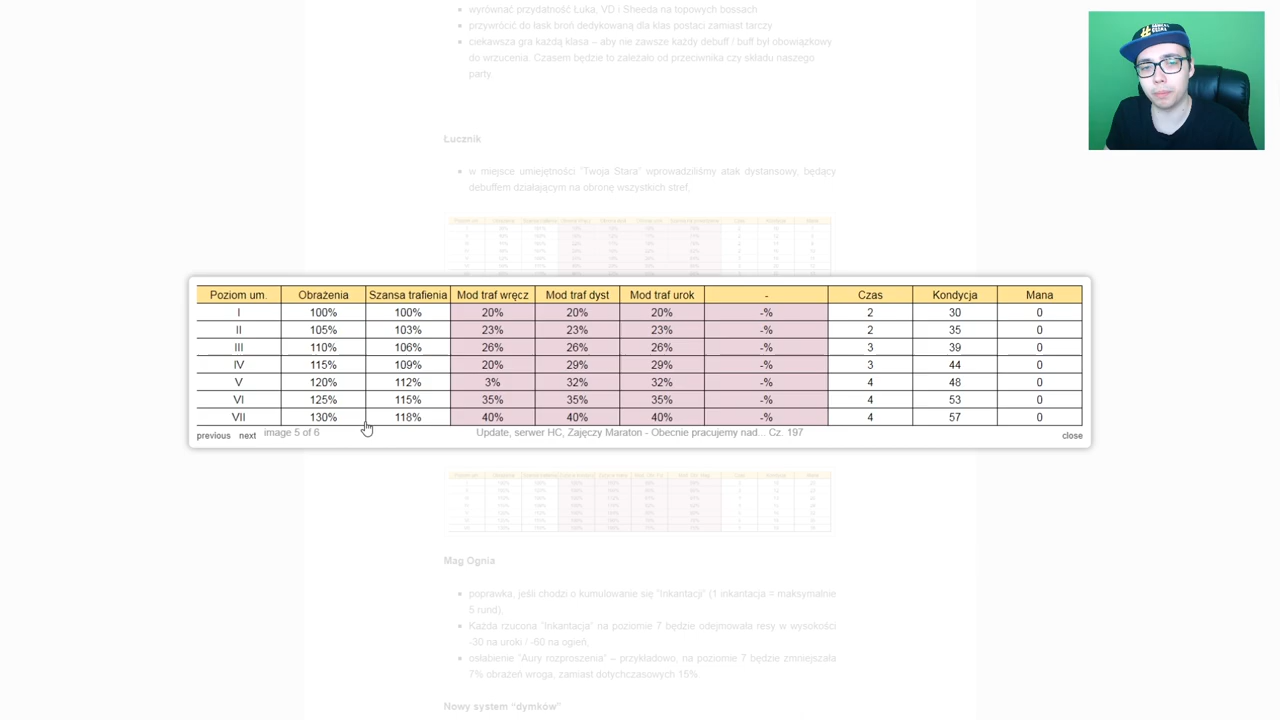 wyrównać przydatność Łuka, VD i Sheeda na topowych bossach
przywrócić do łask broń dedykowaną dla klas postaci zamiast tarczy
ciekawsza gra każdą klasa – aby nie zawsze każdy debuff / buff był obowiązkowy
do wrzucenia. Czasem będzie to zależało od przeciwnika czy składu naszego
party
Łucznik
w miejsce umiejętności "Twoja Stara" wprowadziliśmy atak dystansowy, będący
debuffem działającym na obronę wszystkich stref,
Poziom um. Obrażenia Szansa trafienia Mod traf wręcz Mod traf dyst Mod traf urok - Czas Kondycja Mana
I 100% 100% 20% 20% 20% -% 2 30 0
II 105% 103% 23% 23% 23% -% 2 35 0
III 110% 106% 26% 26% 26% -% 3 39 0
IV 115% 109% 20% 29% 29% -% 3 44 0
V 120% 112% 3% 32% 32% -% 4 48 0
VI 125% 115% 35% 35% 35% -% 4 53 0
VII 130% 118% 40% 40% 40% -% 4 57 0
previous next image 5 of 6 Update, serwer HC, Zajęczy Maraton - Obecnie pracujemy nad... Cz. 197 close
Mag Ognia
poprawka, jeśli chodzi o kumulowanie się "Inkantacji" (1 inkantacja = maksymalnie
5 rund).
Każda rzucona "Inkantacja" na poziomie 7 będzie odejmowała resy w wysokości
-30 na uroki / -60 na ogień,
osłabienie "Aury rozproszenia" – przykładowo, na poziomie 7 będzie zmniejszała
7% obrażeń wroga, zamiast dotychczasowych 15%.
Nowy system "dymków"